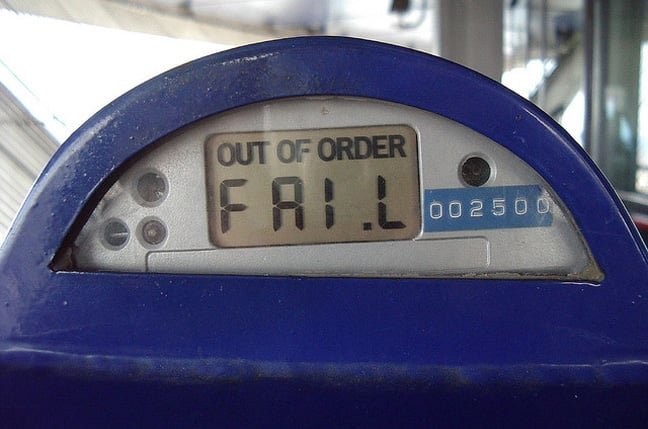 OUT OF ORDER
FAI.L
002500